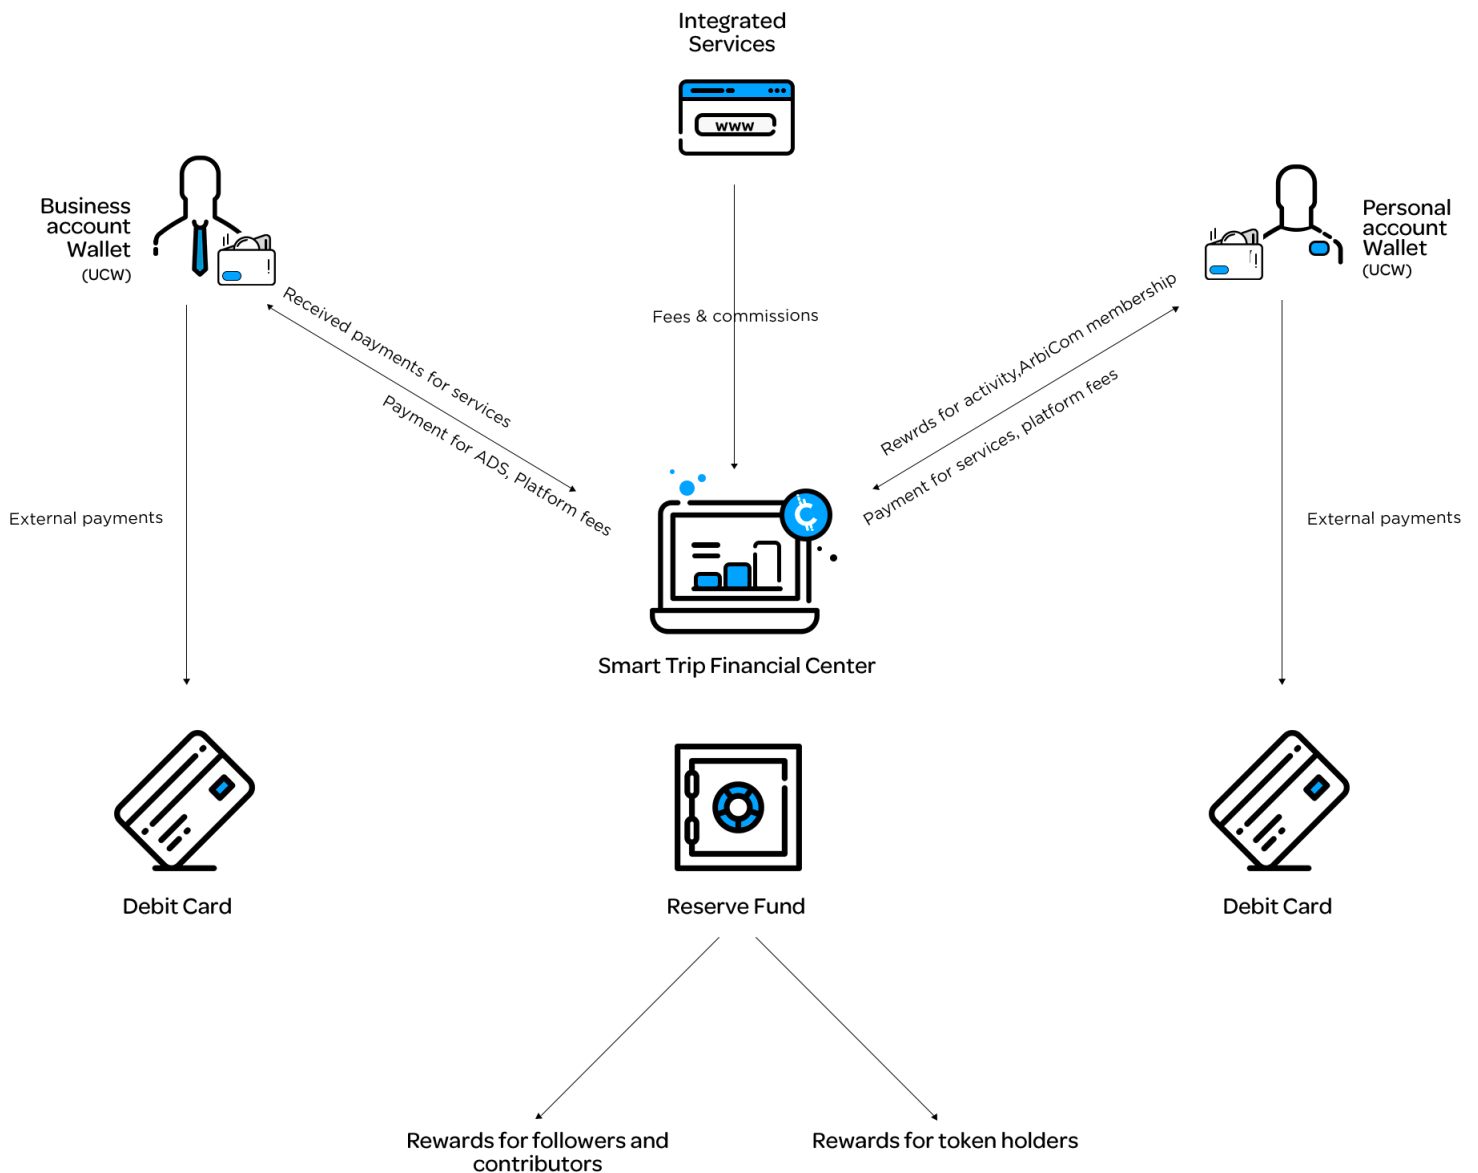 Integrated
Services
www
Business
account
Wallet
(UCW)
Personal
account
Wallet
(UCW)
Received payments for services
Payment for ADS, Platform fees
Fees & commissions
Rewrds for activity,ArbiCom membership
Payment for services, platform fees
External payments
External payments
Smart Trip Financial Center
Debit Card
Reserve Fund
Debit Card
Rewards for followers and
contributors
Rewards for token holders